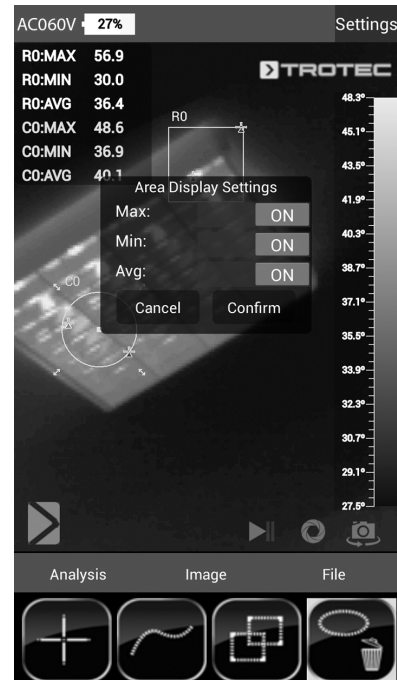 AC060V 27% Settings
R0:MAX 56.9
R0:MIN 30.0
R0:AVG 36.4
C0:MAX 48.6
C0:MIN 36.9
C0:AVG 40.1
TROTEC
R0
48.3°
45.1°
43.5°
41.9°
40.3°
38.7°
37.1°
35.5°
33.9°
32.3°
30.7°
29.1°
27.5°
Area Display Settings
Max: ON
Min: ON
Avg: ON
Cancel Confirm
C0
Analysis Image File